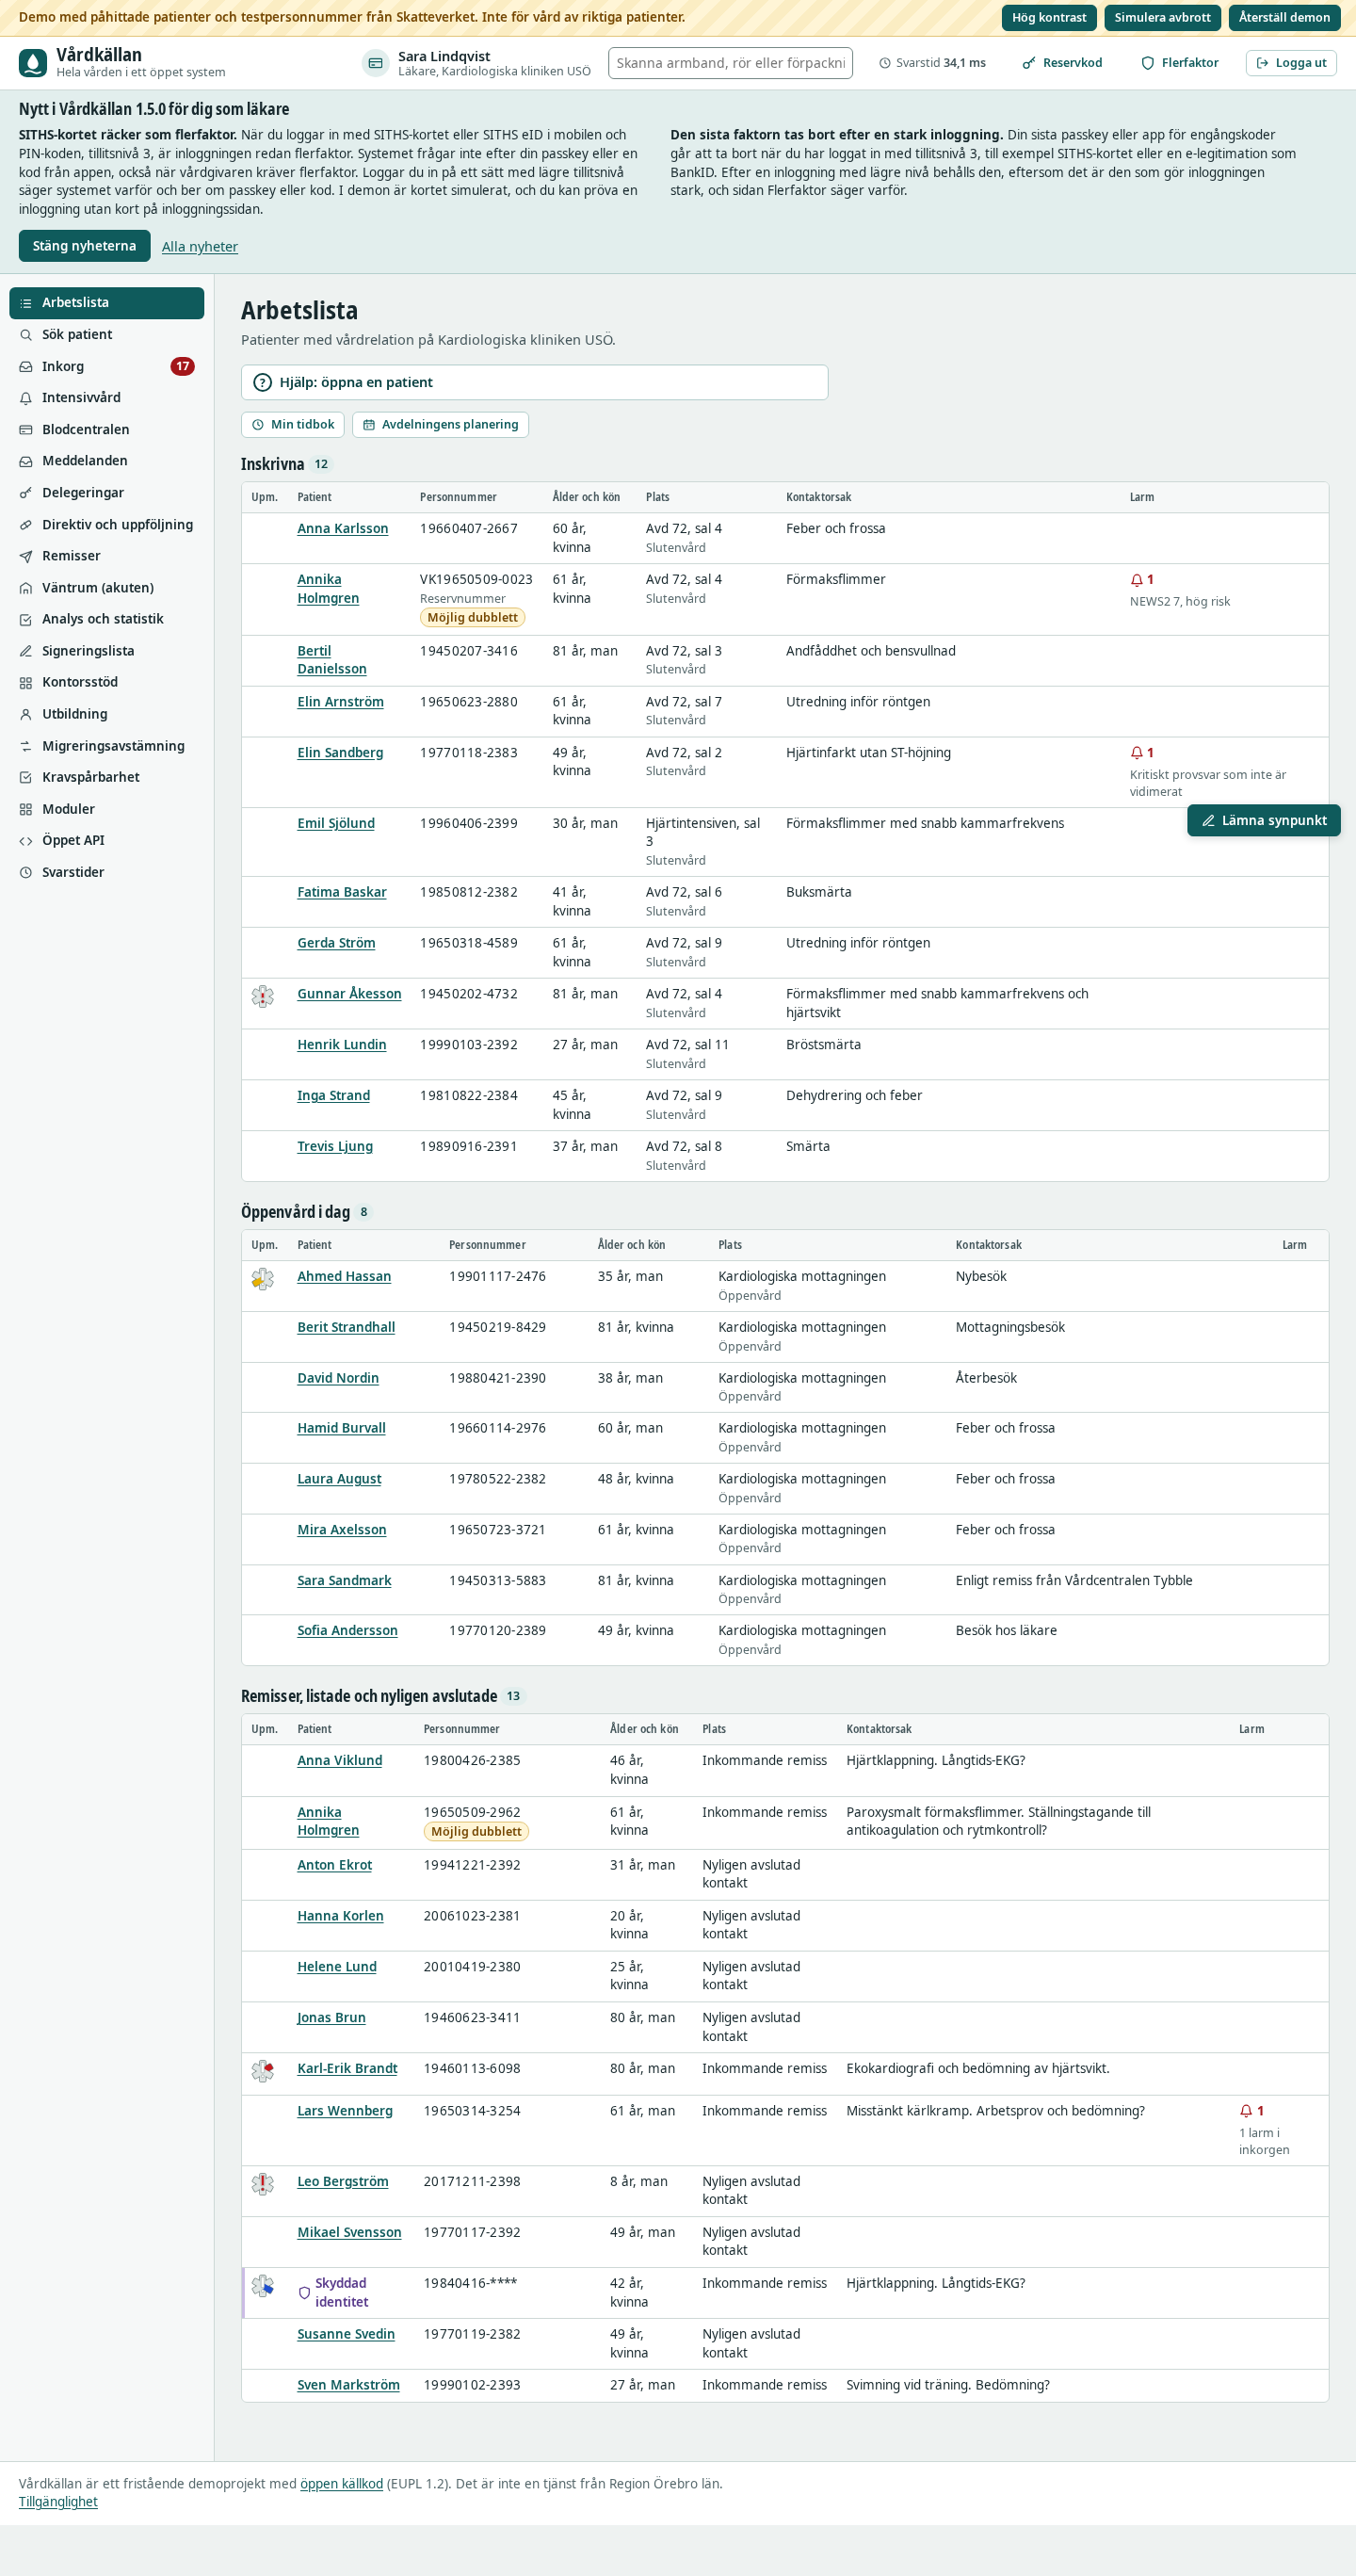 Demo med påhittade patienter och testpersonnummer från Skatteverket. Inte för vård av riktiga patienter.
Hög kontrast
Simulera avbrott
Återställ demon
Vårdkällan
Hela vården i ett öppet system
Sara Lindqvist
Läkare, Kardiologiska kliniken USÖ
Skanna armband, rör eller förpackni
Svarstid 34,1 ms
Reservkod
Flerfaktor
Logga ut
Nytt i Vårdkällan 1.5.0 för dig som läkare
SITHS-kortet räcker som flerfaktor. När du loggar in med SITHS-kortet eller SITHS eID i mobilen och
PIN-koden, tillitsnivå 3, är inloggningen redan flerfaktor. Systemet frågar inte efter din passkey eller en
kod från appen, också när vårdgivaren kräver flerfaktor. Loggar du in på ett sätt med lägre tillitsnivå
säger systemet varför och ber om passkey eller kod. I demon är kortet simulerat, och du kan pröva en
inloggning utan kort på inloggningssidan.
Den sista faktorn tas bort efter en stark inloggning. Din sista passkey eller app för engångskoder
går att ta bort när du har loggat in med tillitsnivå 3, till exempel SITHS-kortet eller en e-legitimation som
BankID. Efter en inloggning med lägre nivå behålls den, eftersom det är den som gör inloggningen
stark, och sidan Flerfaktor säger varför.
Stäng nyheterna
Alla nyheter
Arbetslista
Sök patient
Inkorg 17
Intensivvård
Blodcentralen
Meddelanden
Delegeringar
Direktiv och uppföljning
Remisser
Väntrum (akuten)
Analys och statistik
Signeringslista
Kontorsstöd
Utbildning
Migreringsavstämning
Kravspårbarhet
Moduler
Öppet API
Svarstider
Arbetslista
Patienter med vårdrelation på Kardiologiska kliniken USÖ.
? Hjälp: öppna en patient
Min tidbok
Avdelningens planering
Inskrivna 12
Upm. Patient Personnummer Ålder och kön Plats Kontaktorsak Larm
Anna Karlsson 19660407-2667 60 år, Avd 72, sal 4 Feber och frossa
kvinna Slutenvård
Annika VK19650509-0023 61 år, Avd 72, sal 4 Förmaksflimmer 1
Holmgren Reservnummer kvinna Slutenvård NEWS2 7, hög risk
Möjlig dubblett
Bertil 19450207-3416 81 år, man Avd 72, sal 3 Andfåddhet och bensvullnad
Danielsson Slutenvård
Elin Arnström 19650623-2880 61 år, Avd 72, sal 7 Utredning inför röntgen
kvinna Slutenvård
Elin Sandberg 19770118-2383 49 år, Avd 72, sal 2 Hjärtinfarkt utan ST-höjning 1
kvinna Slutenvård Kritiskt provsvar som inte är
vidimerat
Emil Sjölund 19960406-2399 30 år, man Hjärtintensiven, sal Förmaksflimmer med snabb kammarfrekvens
3
Slutenvård
Lämna synpunkt
Fatima Baskar 19850812-2382 41 år, Avd 72, sal 6 Buksmärta
kvinna Slutenvård
Gerda Ström 19650318-4589 61 år, Avd 72, sal 9 Utredning inför röntgen
kvinna Slutenvård
Gunnar Åkesson 19450202-4732 81 år, man Avd 72, sal 4 Förmaksflimmer med snabb kammarfrekvens och
Slutenvård hjärtsvikt
Henrik Lundin 19990103-2392 27 år, man Avd 72, sal 11 Bröstsmärta
Slutenvård
Inga Strand 19810822-2384 45 år, Avd 72, sal 9 Dehydrering och feber
kvinna Slutenvård
Trevis Ljung 19890916-2391 37 år, man Avd 72, sal 8 Smärta
Slutenvård
Öppenvård i dag 8
Upm. Patient Personnummer Ålder och kön Plats Kontaktorsak Larm
Ahmed Hassan 19901117-2476 35 år, man Kardiologiska mottagningen Nybesök
Öppenvård
Berit Strandhall 19450219-8429 81 år, kvinna Kardiologiska mottagningen Mottagningsbesök
Öppenvård
David Nordin 19880421-2390 38 år, man Kardiologiska mottagningen Återbesök
Öppenvård
Hamid Burvall 19660114-2976 60 år, man Kardiologiska mottagningen Feber och frossa
Öppenvård
Laura August 19780522-2382 48 år, kvinna Kardiologiska mottagningen Feber och frossa
Öppenvård
Mira Axelsson 19650723-3721 61 år, kvinna Kardiologiska mottagningen Feber och frossa
Öppenvård
Sara Sandmark 19450313-5883 81 år, kvinna Kardiologiska mottagningen Enligt remiss från Vårdcentralen Tybble
Öppenvård
Sofia Andersson 19770120-2389 49 år, kvinna Kardiologiska mottagningen Besök hos läkare
Öppenvård
Remisser, listade och nyligen avslutade 13
Upm. Patient Personnummer Ålder och kön Plats Kontaktorsak Larm
Anna Viklund 19800426-2385 46 år, Inkommande remiss Hjärtklappning. Långtids-EKG?
kvinna
Annika 19650509-2962 61 år, Inkommande remiss Paroxysmalt förmaksflimmer. Ställningstagande till
Holmgren Möjlig dubblett kvinna antikoagulation och rytmkontroll?
Anton Ekrot 19941221-2392 31 år, man Nyligen avslutad
kontakt
Hanna Korlen 20061023-2381 20 år, Nyligen avslutad
kvinna kontakt
Helene Lund 20010419-2380 25 år, Nyligen avslutad
kvinna kontakt
Jonas Brun 19460623-3411 80 år, man Nyligen avslutad
kontakt
Karl-Erik Brandt 19460113-6098 80 år, man Inkommande remiss Ekokardiografi och bedömning av hjärtsvikt.
Lars Wennberg 19650314-3254 61 år, man Inkommande remiss Misstänkt kärlkramp. Arbetsprov och bedömning? 1
1 larm i
inkorgen
Leo Bergström 20171211-2398 8 år, man Nyligen avslutad
kontakt
Mikael Svensson 19770117-2392 49 år, man Nyligen avslutad
kontakt
Skyddad 19840416-**** 42 år, Inkommande remiss Hjärtklappning. Långtids-EKG?
identitet kvinna
Susanne Svedin 19770119-2382 49 år, Nyligen avslutad
kvinna kontakt
Sven Markström 19990102-2393 27 år, man Inkommande remiss Svimning vid träning. Bedömning?
Vårdkällan är ett fristående demoprojekt med öppen källkod (EUPL 1.2). Det är inte en tjänst från Region Örebro län.
Tillgänglighet